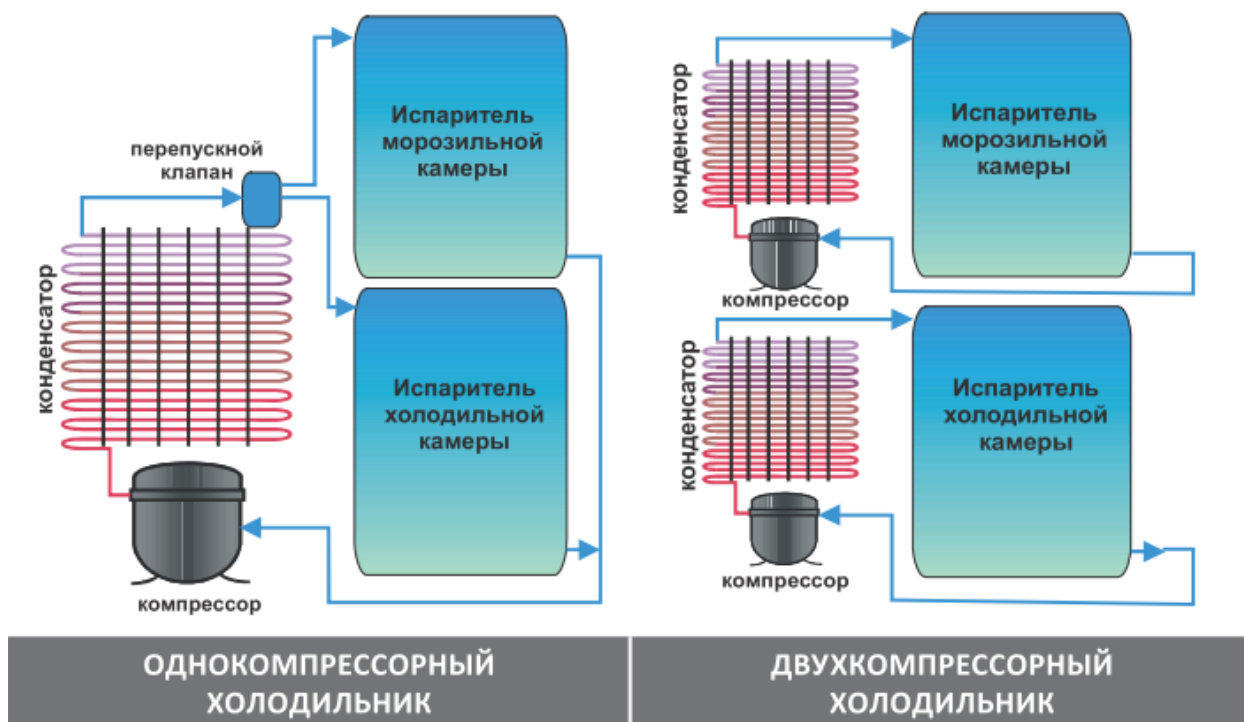 перепускной
клапан
конденсатор
компрессор
Испаритель
морозильной
камеры
Испаритель
холодильной
камеры
ОДНОКОМПРЕССОРНЫЙ
ХОЛОДИЛЬНИК
конденсатор
компрессор
Испаритель
морозильной
камеры
конденсатор
компрессор
Испаритель
холодильной
камеры
ДВУХКОМПРЕССОРНЫЙ
ХОЛОДИЛЬНИК